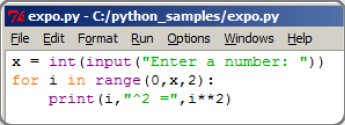 expo.py - C:/python_samples/expo.py
File Edit Format Run Options Windows Help
x = int(input("Enter a number: "))
for i in range(0,x,2):
    print(i,"^2 =",i**2)